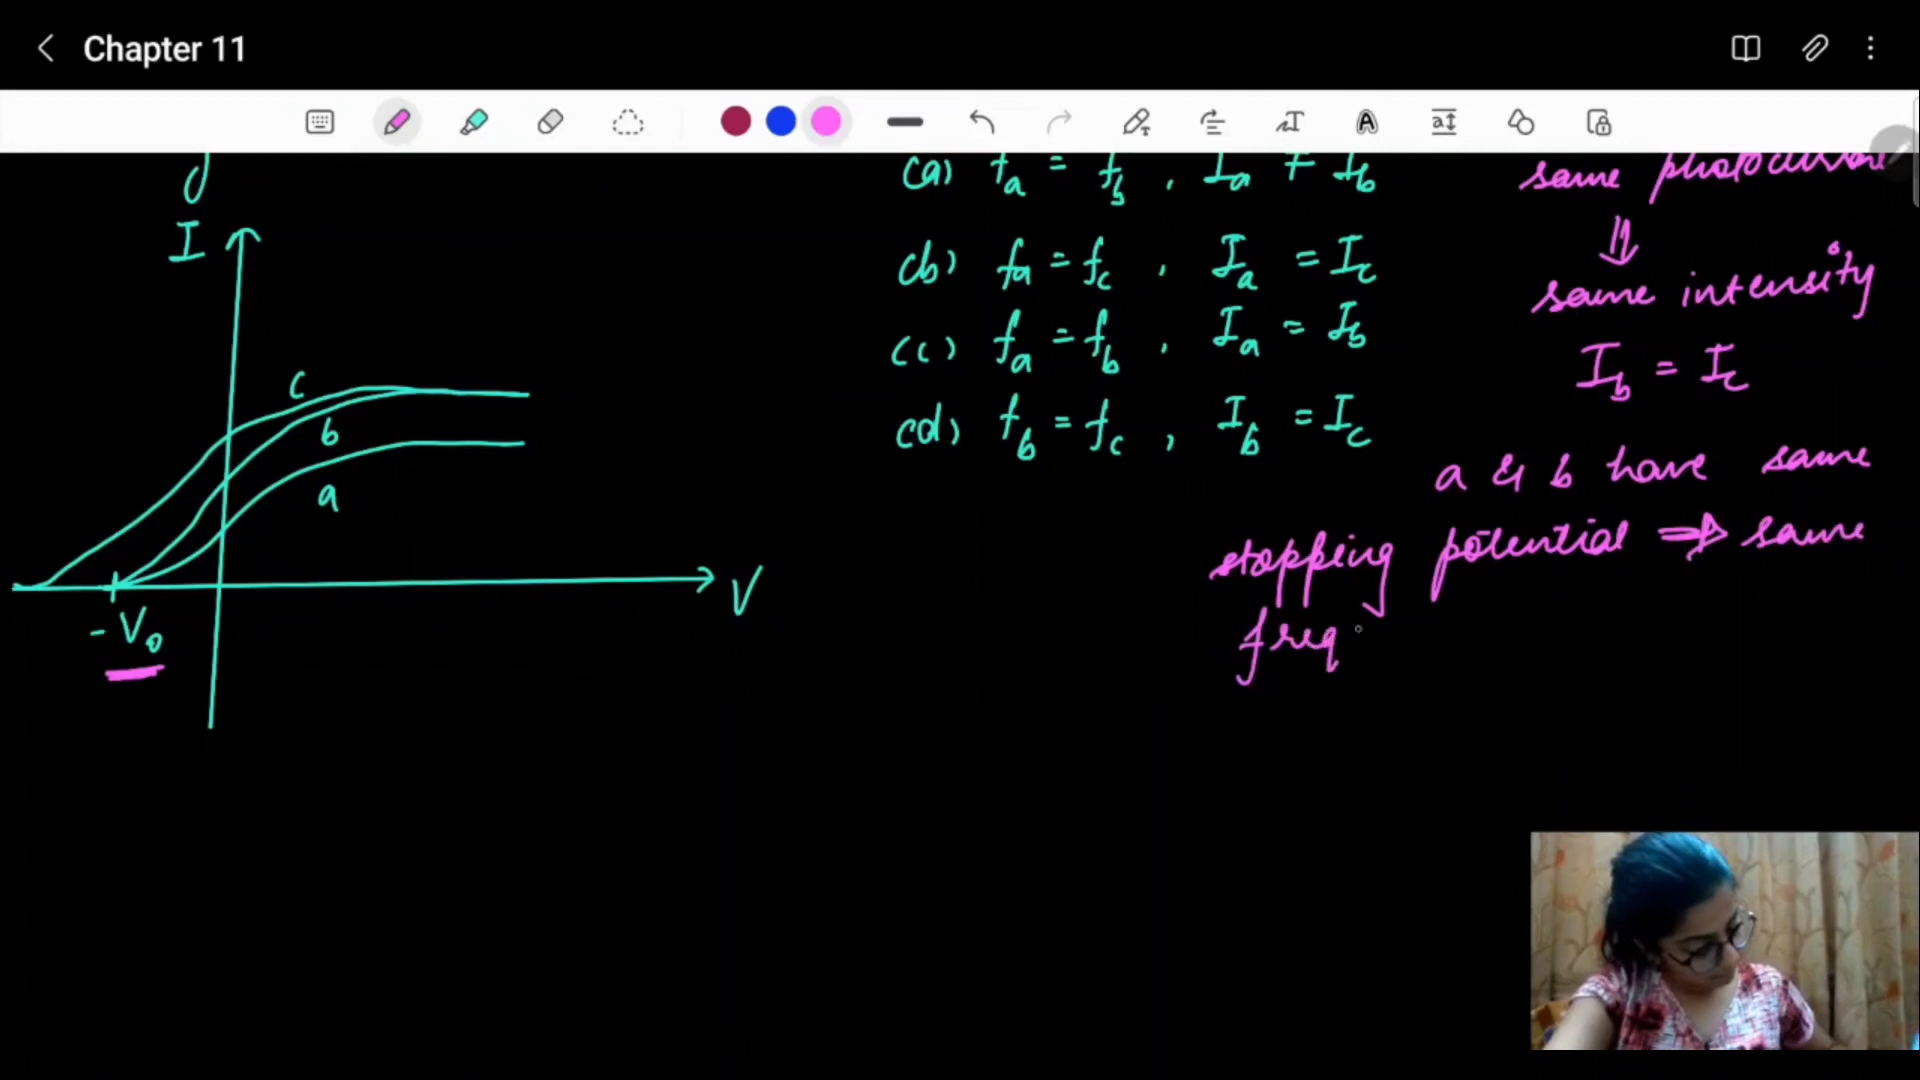 Chapter 11
(a) fa = fb , Ia ≠ Ib
(b) fa = fc , Ia = Ic
(c) fa = fb , Ia = Ib
(d) fb = fc , Ib = Ic
same
⇓
same intensity
Ib = Ic
a & b have same
stopping potential ⇒ same
freq
I
c
b
a
V
- V₀